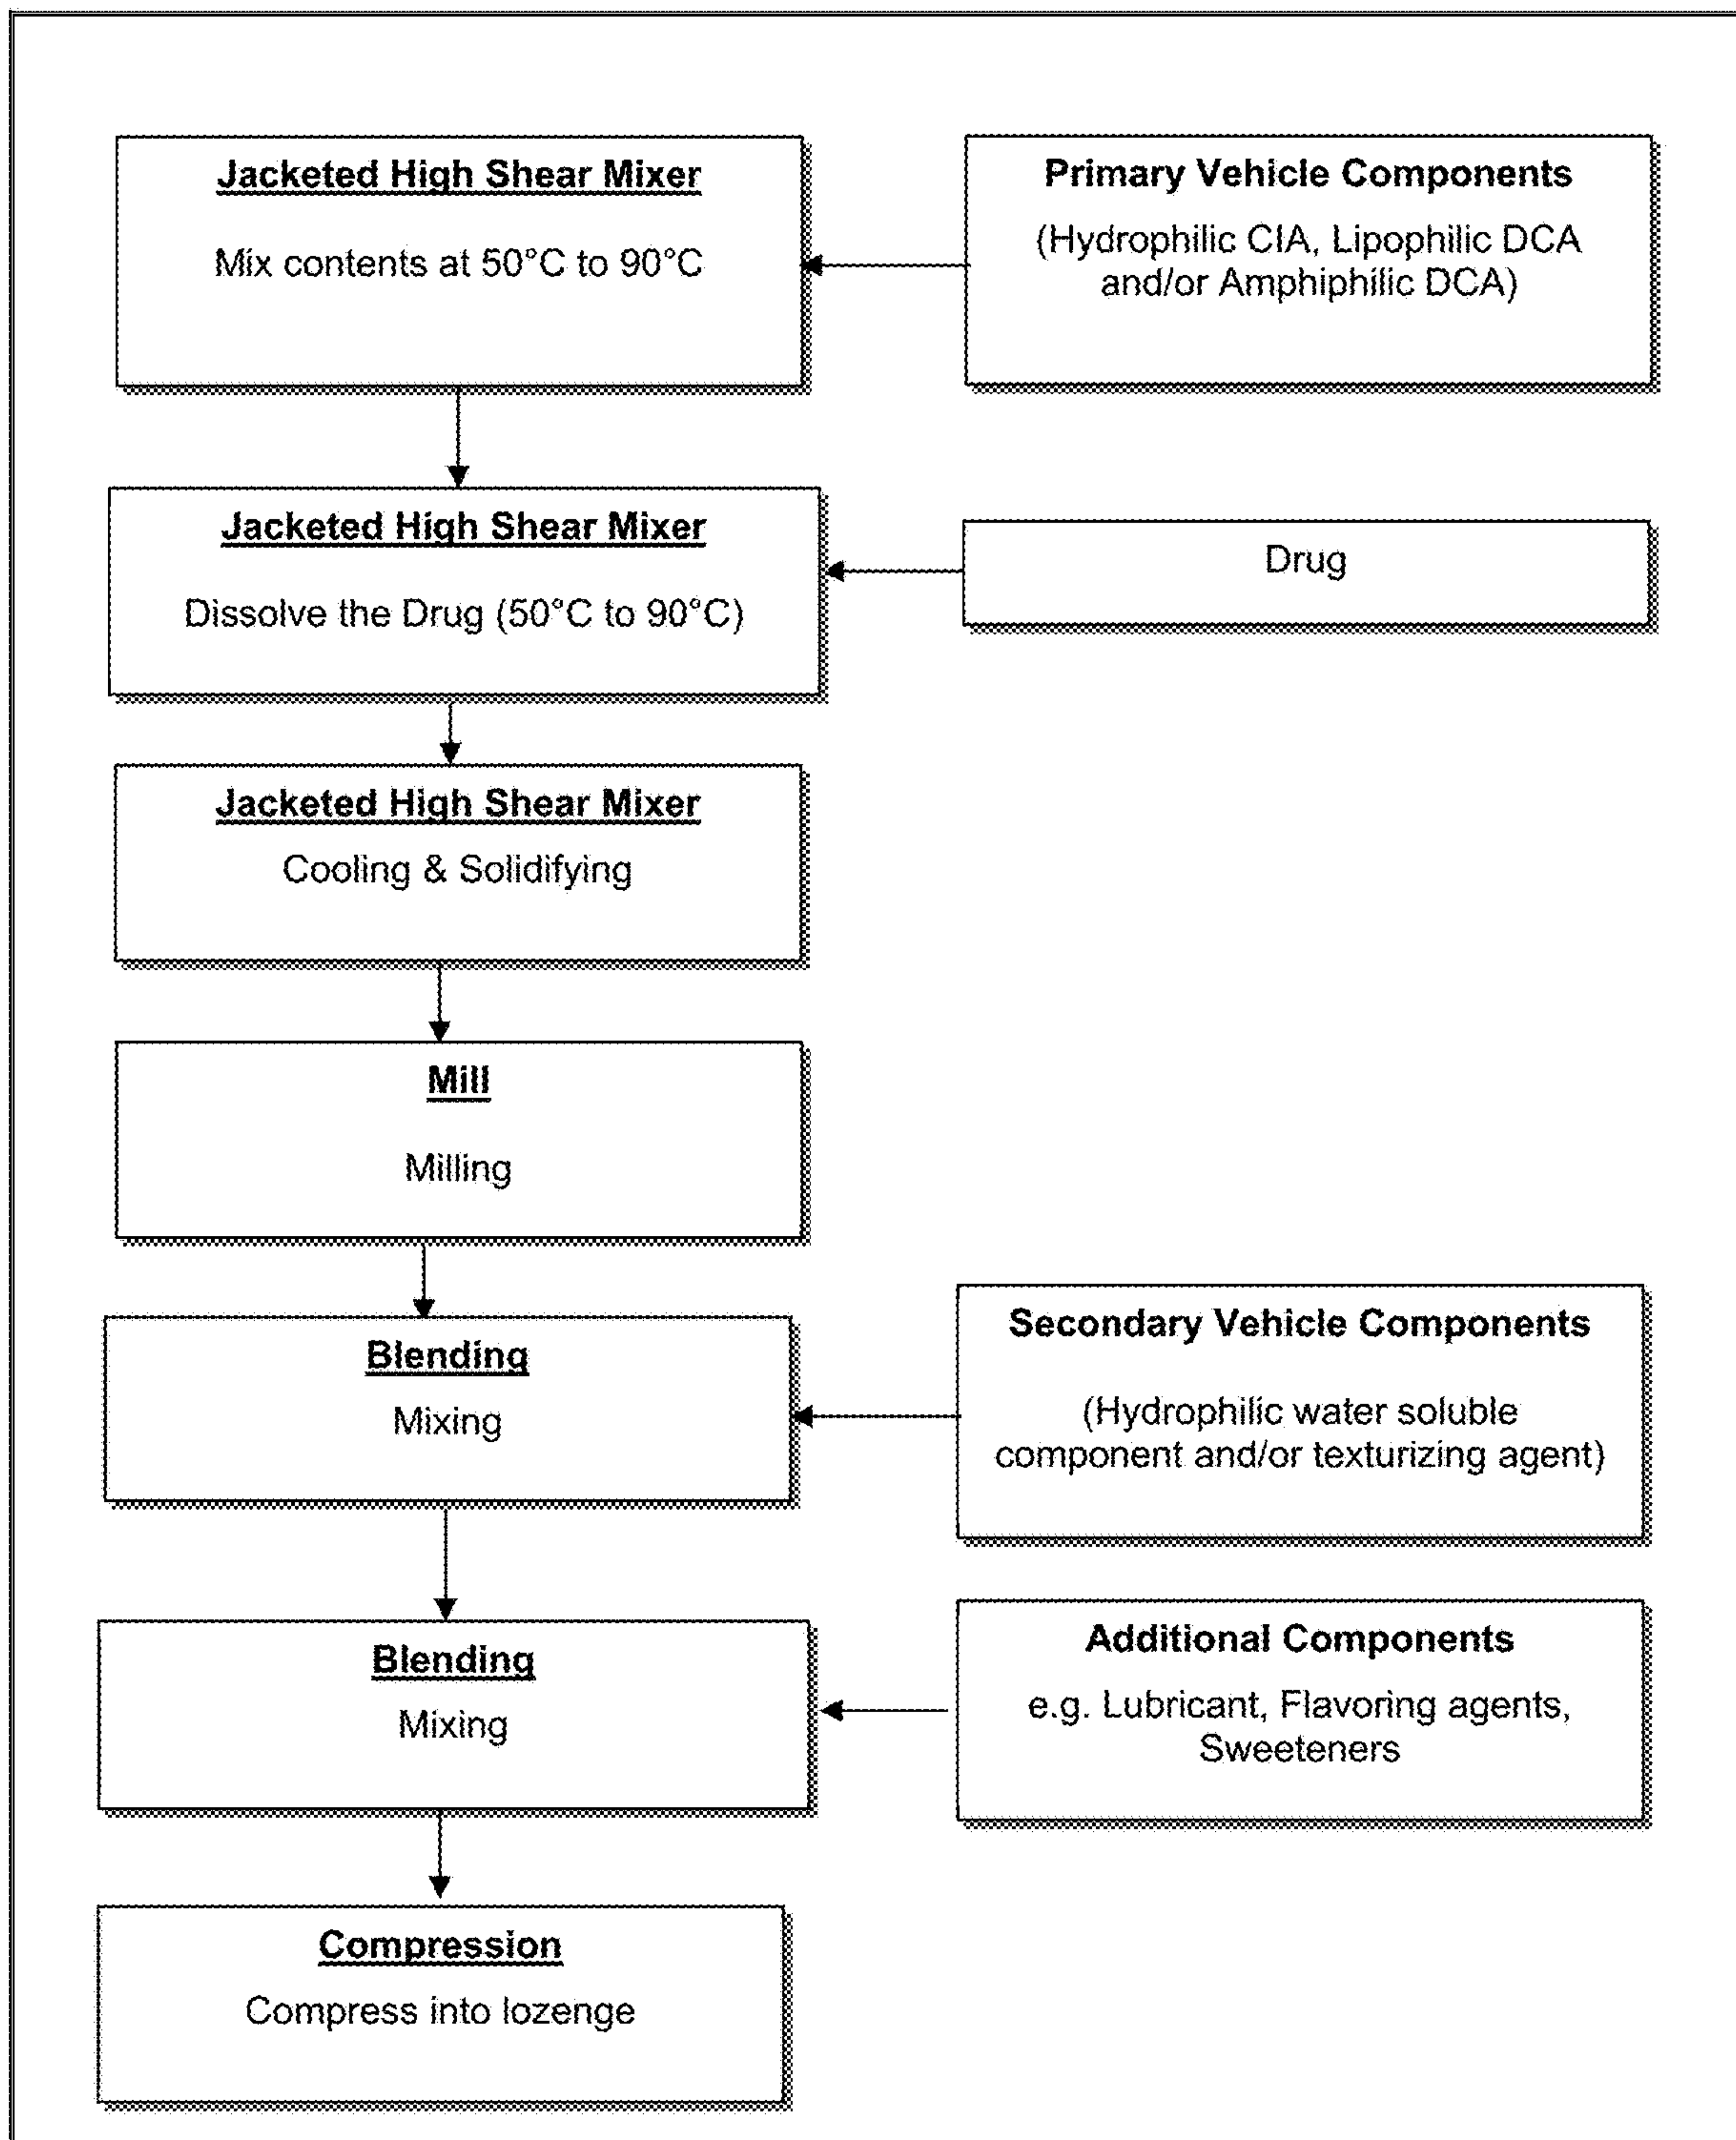 Jacketed High Shear Mixer
Mix contents at 50°C to 90°C
Primary Vehicle Components
(Hydrophilic CIA, Lipophilic DCA
and/or Amphiphilic DCA)
Jacketed High Shear Mixer
Dissolve the Drug (50°C to 90°C)
Drug
Jacketed High Shear Mixer
Cooling & Solidifying
Mill
Milling
Blending
Mixing
Secondary Vehicle Components
(Hydrophilic water soluble
component and/or texturizing agent)
Blending
Mixing
Additional Components
e.g. Lubricant, Flavoring agents,
Sweeteners
Compression
Compress into lozenge